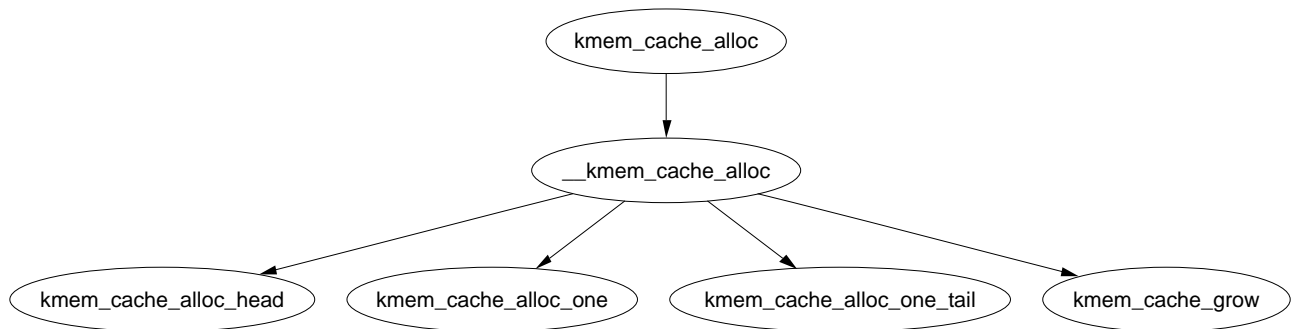 kmem_cache_alloc
__kmem_cache_alloc
kmem_cache_alloc_head
kmem_cache_alloc_one
kmem_cache_alloc_one_tail
kmem_cache_grow